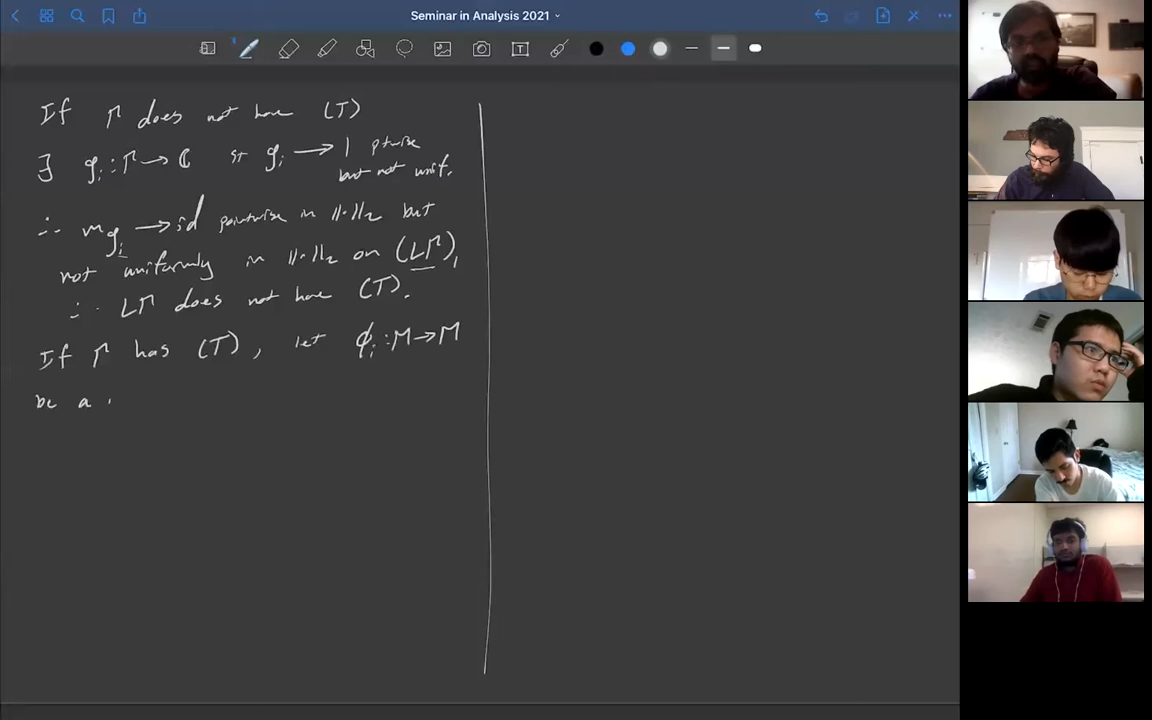 Seminar in Analysis 2021
If Γ does not have (T)
∃ φᵢ : Γ → ℂ st φᵢ → 1 ptwise
but not unif.
∴ m_φᵢ → id pointwise in ‖·‖₂ but
not uniformly in ‖·‖₂ on (LΓ)₁
∴ LΓ does not have (T).
If Γ has (T), let ϕᵢ : M → M
be a